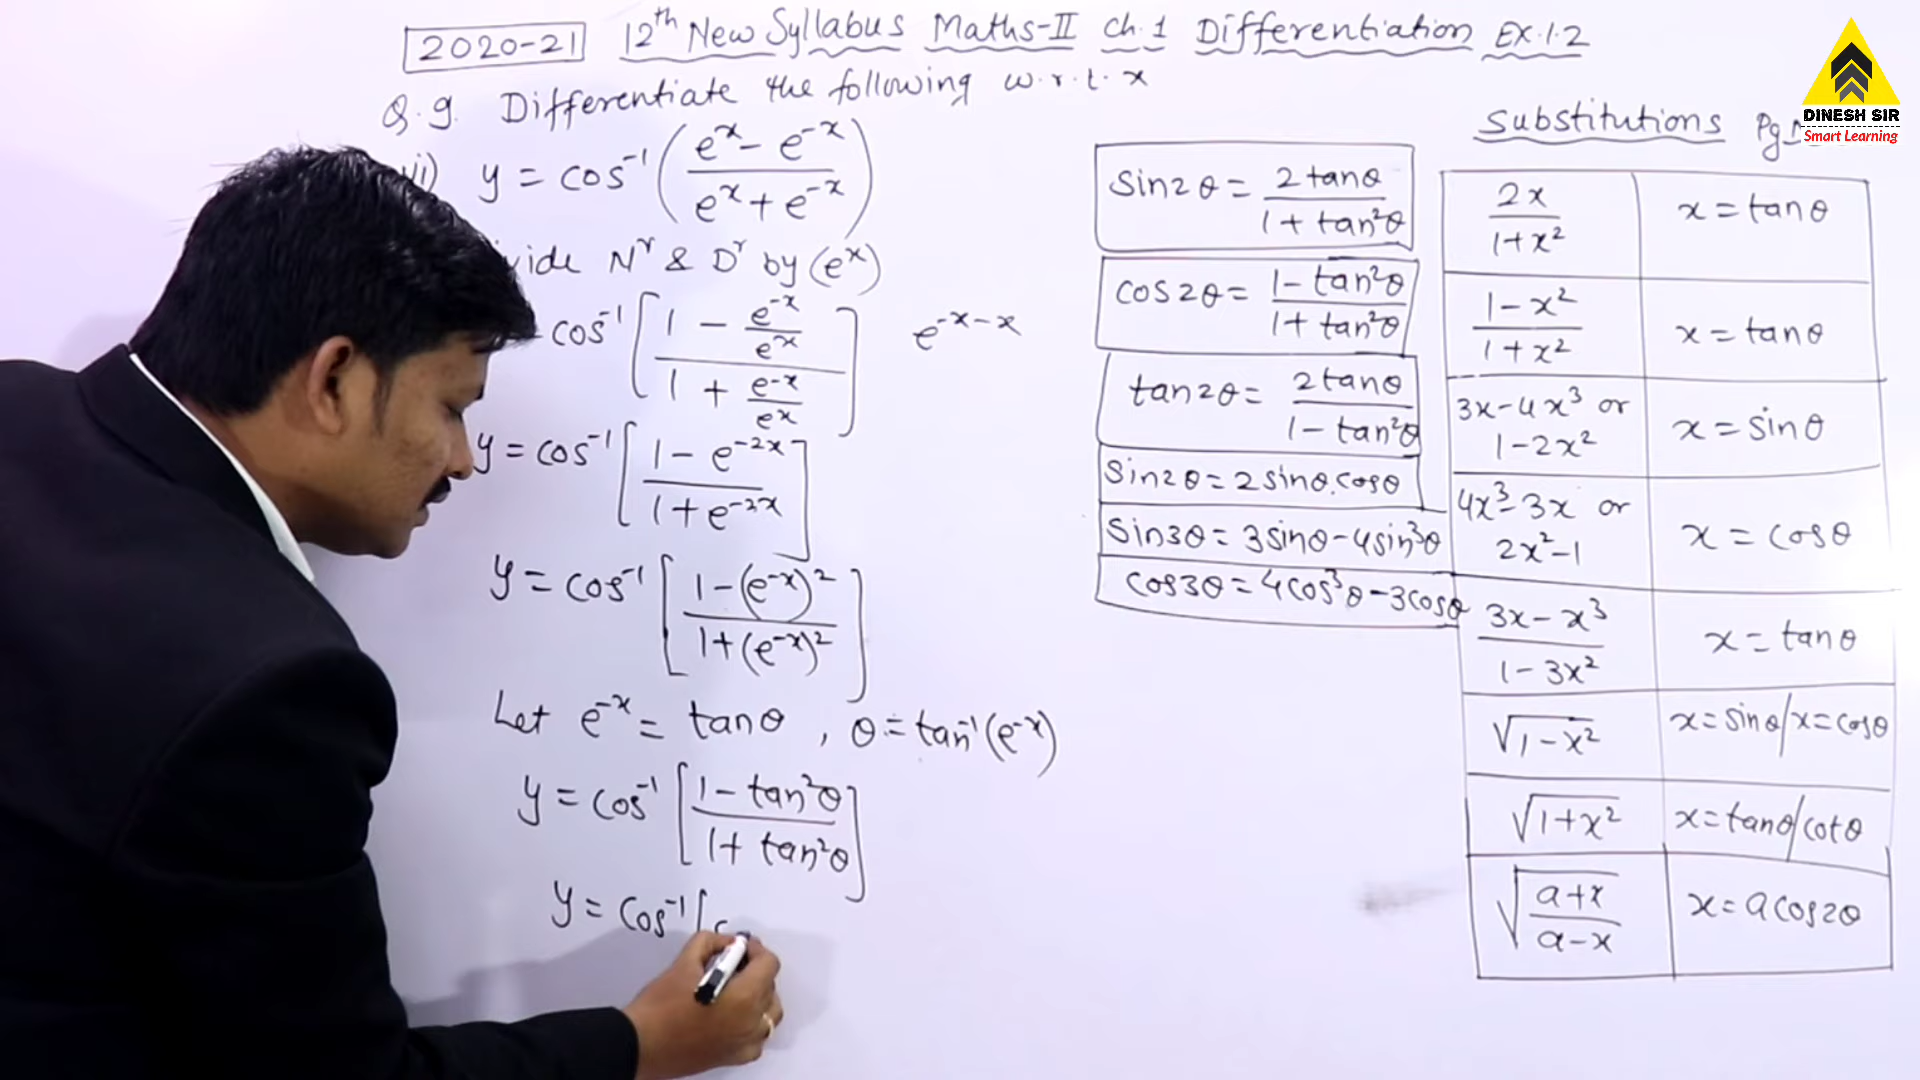 2020-21 12th New Syllabus Maths-II Ch.1 Differentiation Ex.1.2
Q.9. Differentiate the following w.r.t. x
vi) y = cos⁻¹((eˣ - e⁻ˣ)/(eˣ + e⁻ˣ))
Nʳ & Dʳ by (eˣ)
cos⁻¹[(1 - e⁻ˣ/eˣ)/(1 + e⁻ˣ/eˣ)] e⁻ˣ⁻ˣ
y = cos⁻¹[(1 - e⁻²ˣ)/(1 + e⁻²ˣ)]
y = cos⁻¹[(1 - (e⁻ˣ)²)/(1 + (e⁻ˣ)²)]
Let e⁻ˣ = tanθ, θ = tan⁻¹(e⁻ˣ)
y = cos⁻¹[(1 - tan²θ)/(1 + tan²θ)]
y = cos⁻¹[c
sin2θ = 2tanθ/(1 + tan²θ)
cos2θ = (1 - tan²θ)/(1 + tan²θ)
tan2θ = 2tanθ/(1 - tan²θ)
sin2θ = 2sinθ.cosθ
sin3θ = 3sinθ - 4sin³θ
cos3θ = 4cos³θ - 3cosθ
Substitutions Pg.
2x/(1+x²) x = tanθ
(1-x²)/(1+x²) x = tanθ
3x-4x³ or
1-2x² x = sinθ
4x³-3x or
2x²-1 x = cosθ
(3x-x³)/(1-3x²) x = tanθ
√(1-x²) x = sinθ/x = cosθ
√(1+x²) x = tanθ/cotθ
√((a+x)/(a-x)) x = a cos2θ
DINESH SIR
Smart Learning